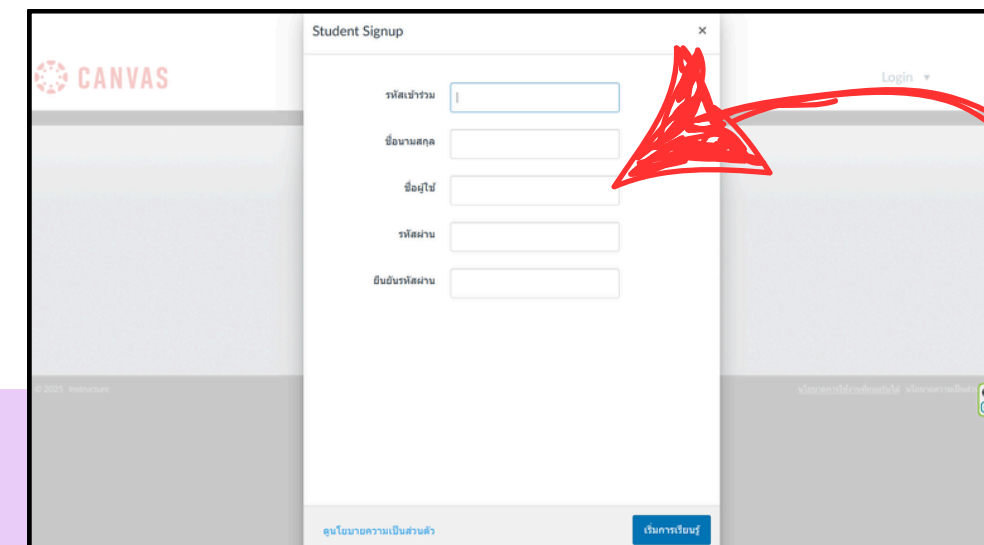 Student Signup ×
CANVAS
Login ▼
รหัสเข้าร่วม
ชื่อนามสกุล
ชื่อผู้ใช้
รหัสผ่าน
ยืนยันรหัสผ่าน
© 2025 Instructure
ดูนโยบายความเป็นส่วนตัว
เริ่มการเรียนรู้